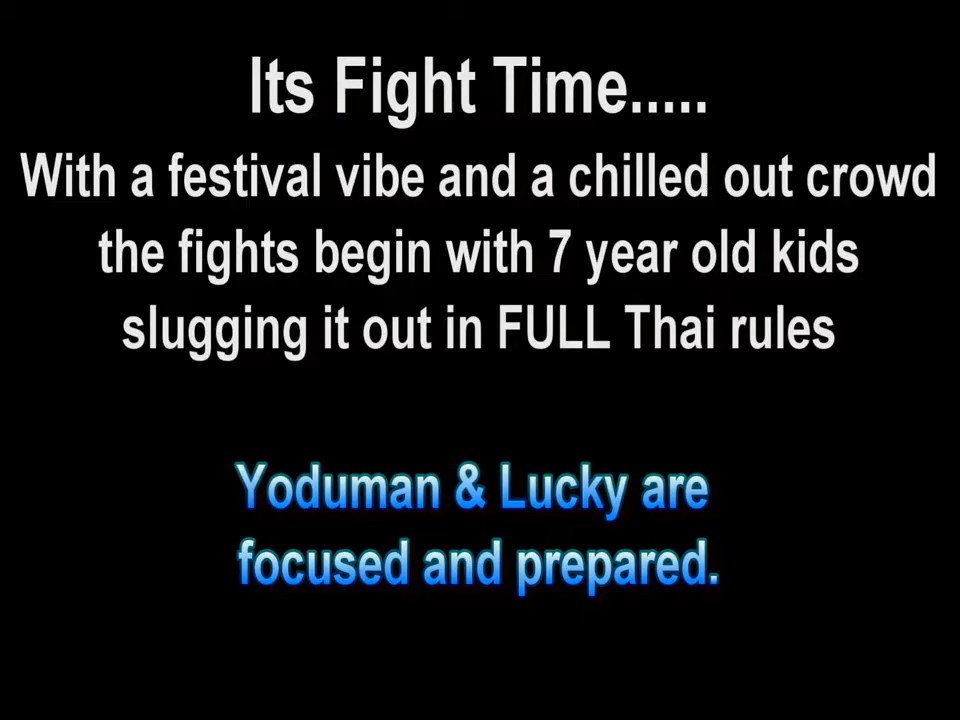 Its Fight Time.....
With a festival vibe and a chilled out crowd
the fights begin with 7 year old kids
slugging it out in FULL Thai rules
Yoduman & Lucky are
focused and prepared.